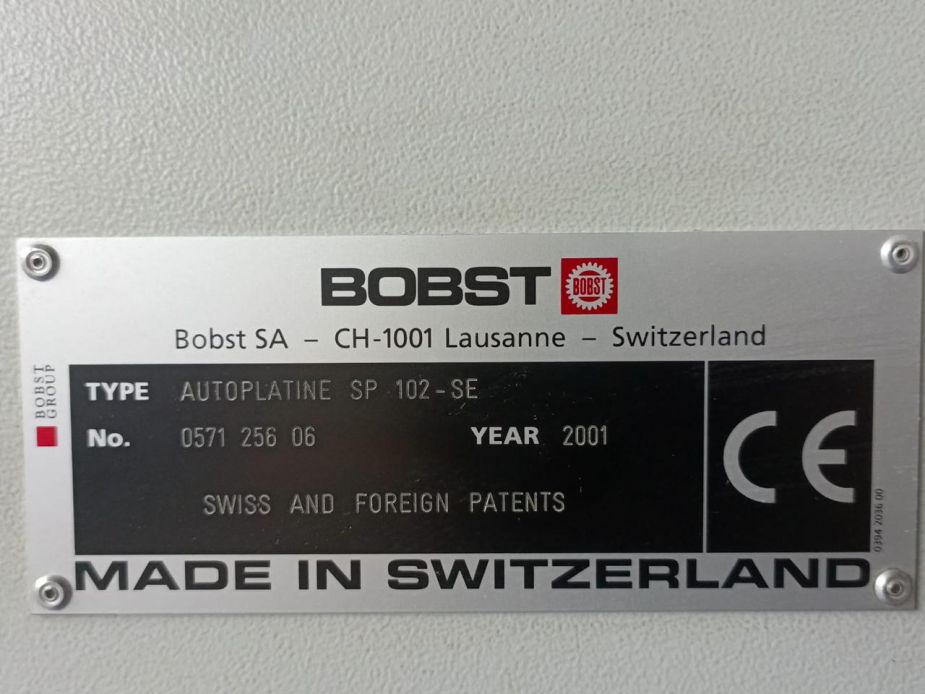 BOBST BOBST
Bobst SA – CH-1001 Lausanne – Switzerland
BOBST
GROUP
TYPE AUTOPLATINE SP 102-SE
No. 0571 256 06 YEAR 2001
SWISS AND FOREIGN PATENTS
CE
0394 2036 00
MADE IN SWITZERLAND